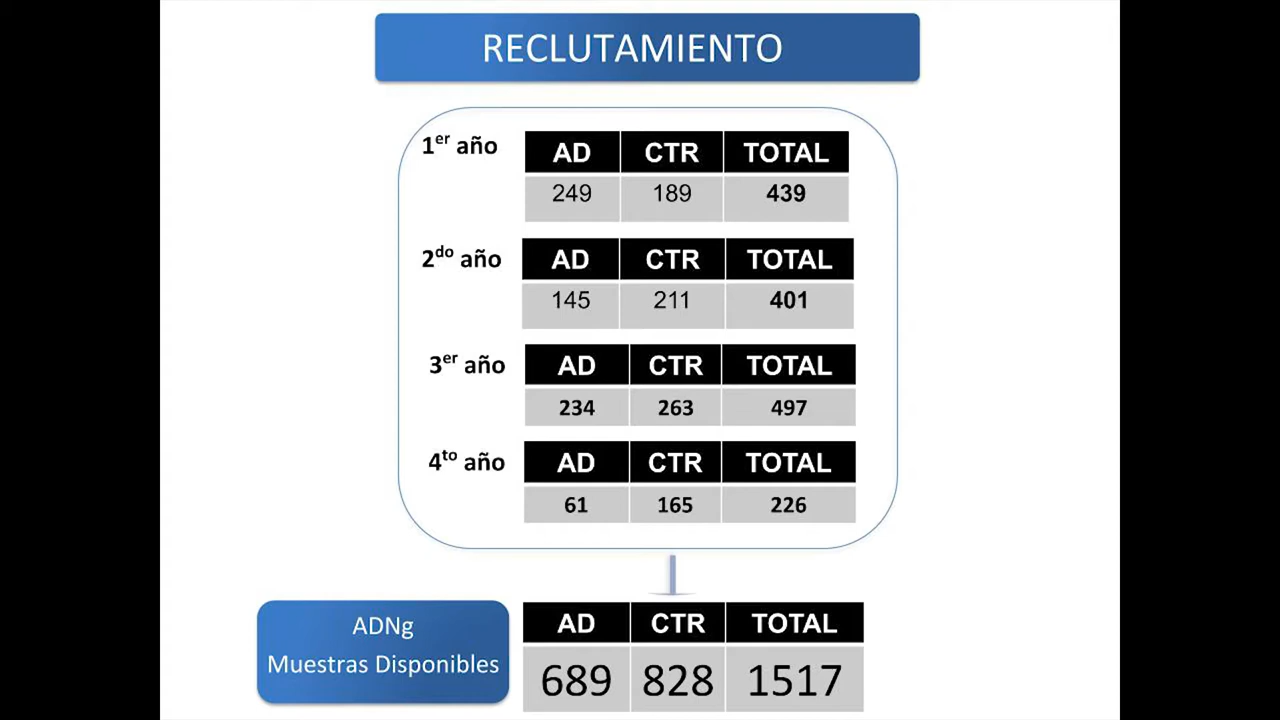 RECLUTAMIENTO
1er año
AD CTR TOTAL
249 189 439
2do año
AD CTR TOTAL
145 211 401
3er año
AD CTR TOTAL
234 263 497
4to año
AD CTR TOTAL
61 165 226
ADNg
Muestras Disponibles
AD CTR TOTAL
689 828 1517